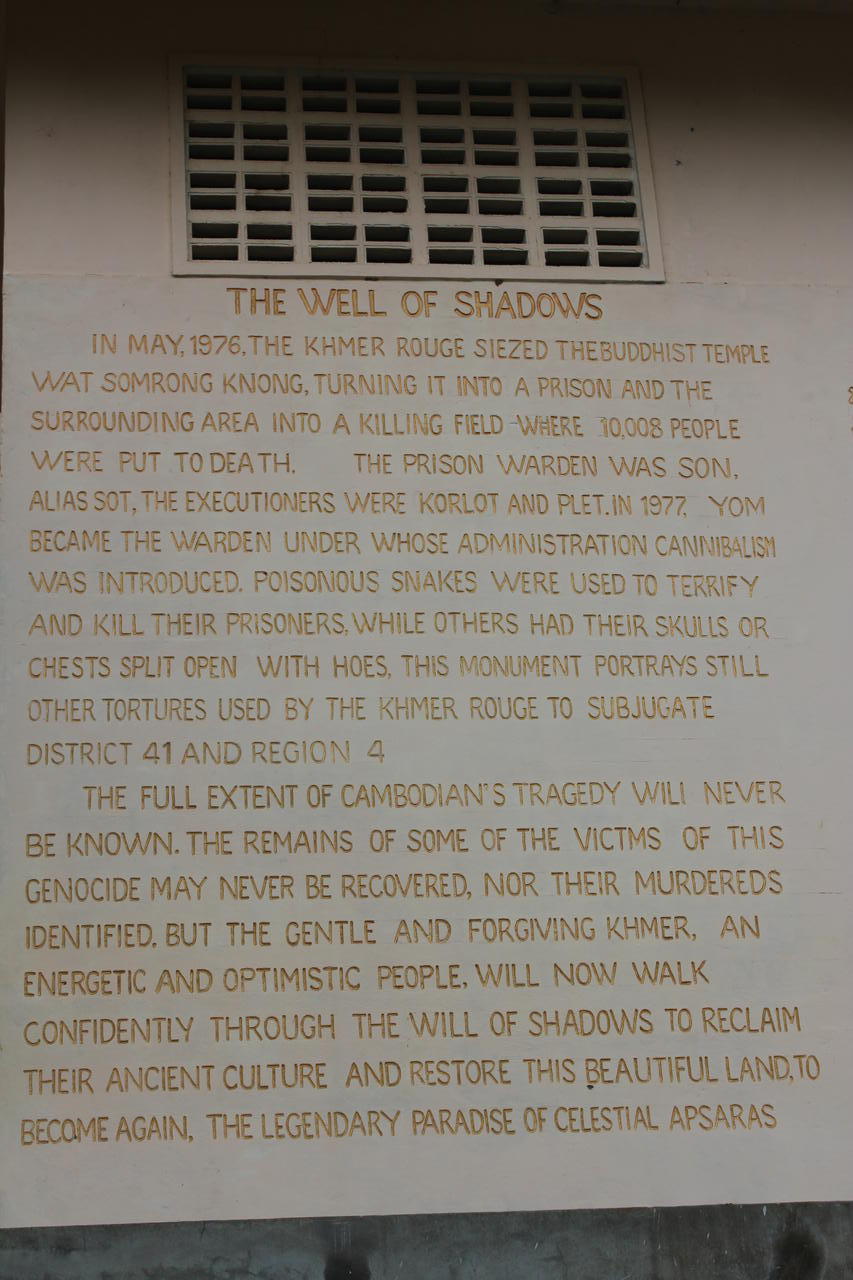 THE WELL OF SHADOWS
IN MAY, 1976, THE KHMER ROUGE SIEZED THE BUDDHIST TEMPLE
WAT SOMRONG KNONG, TURNING IT INTO A PRISON AND THE
SURROUNDING AREA INTO A KILLING FIELD WHERE 10,008 PEOPLE
WERE PUT TO DEATH. THE PRISON WARDEN WAS SON,
ALIAS SOT, THE EXECUTIONERS WERE KORLOT AND PLET. IN 1977, YOM
BECAME THE WARDEN UNDER WHOSE ADMINISTRATION CANNIBALISM
WAS INTRODUCED. POISONOUS SNAKES WERE USED TO TERRIFY
AND KILL THEIR PRISONERS, WHILE OTHERS HAD THEIR SKULLS OR
CHESTS SPLIT OPEN WITH HOES, THIS MONUMENT PORTRAYS STILL
OTHER TORTURES USED BY THE KHMER ROUGE TO SUBJUGATE
DISTRICT 41 AND REGION 4
THE FULL EXTENT OF CAMBODIAN'S TRAGEDY WILL NEVER
BE KNOWN. THE REMAINS OF SOME OF THE VICTMS OF THIS
GENOCIDE MAY NEVER BE RECOVERED, NOR THEIR MURDEREDS
IDENTIFIED. BUT THE GENTLE AND FORGIVING KHMER, AN
ENERGETIC AND OPTIMISTIC PEOPLE, WILL NOW WALK
CONFIDENTLY THROUGH THE WILL OF SHADOWS TO RECLAIM
THEIR ANCIENT CULTURE AND RESTORE THIS BEAUTIFUL LAND, TO
BECOME AGAIN, THE LEGENDARY PARADISE OF CELESTIAL APSARAS